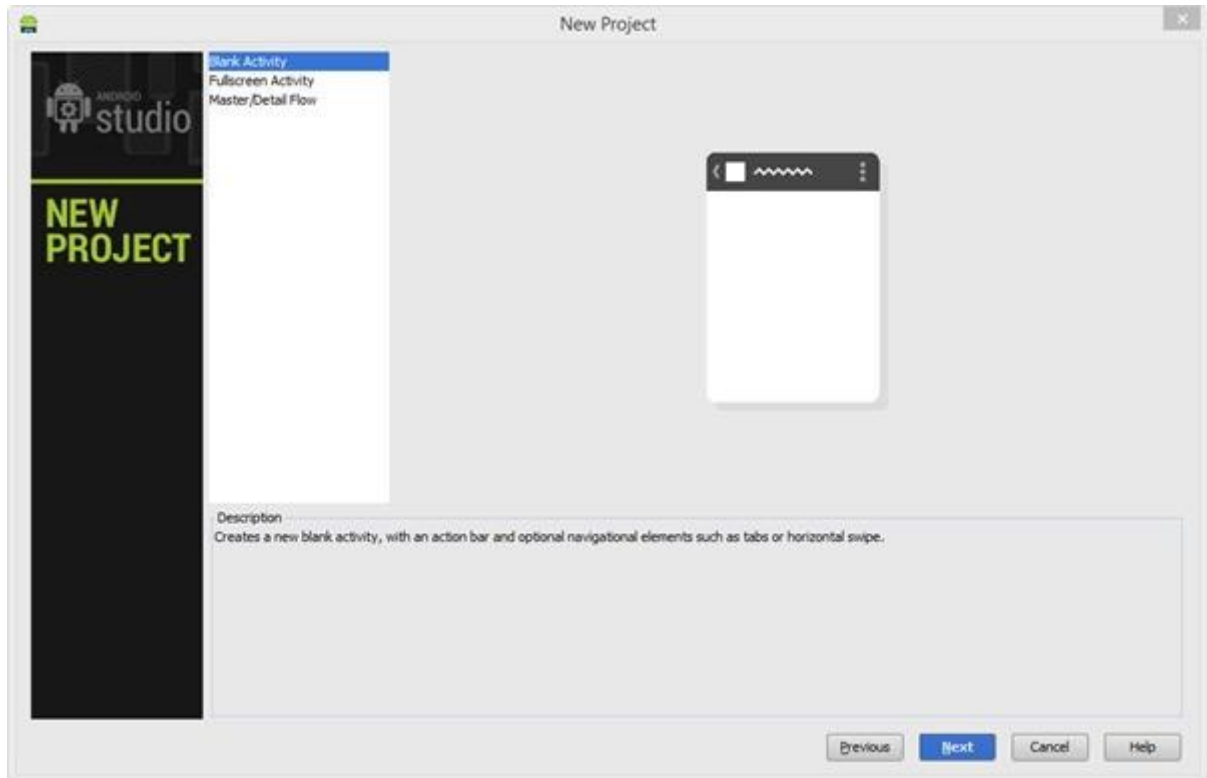 New Project
ANDROID
studio
NEW
PROJECT
Blank Activity
Fullscreen Activity
Master/Detail Flow
Description
Creates a new blank activity, with an action bar and optional navigational elements such as tabs or horizontal swipe.
Previous Next Cancel Help